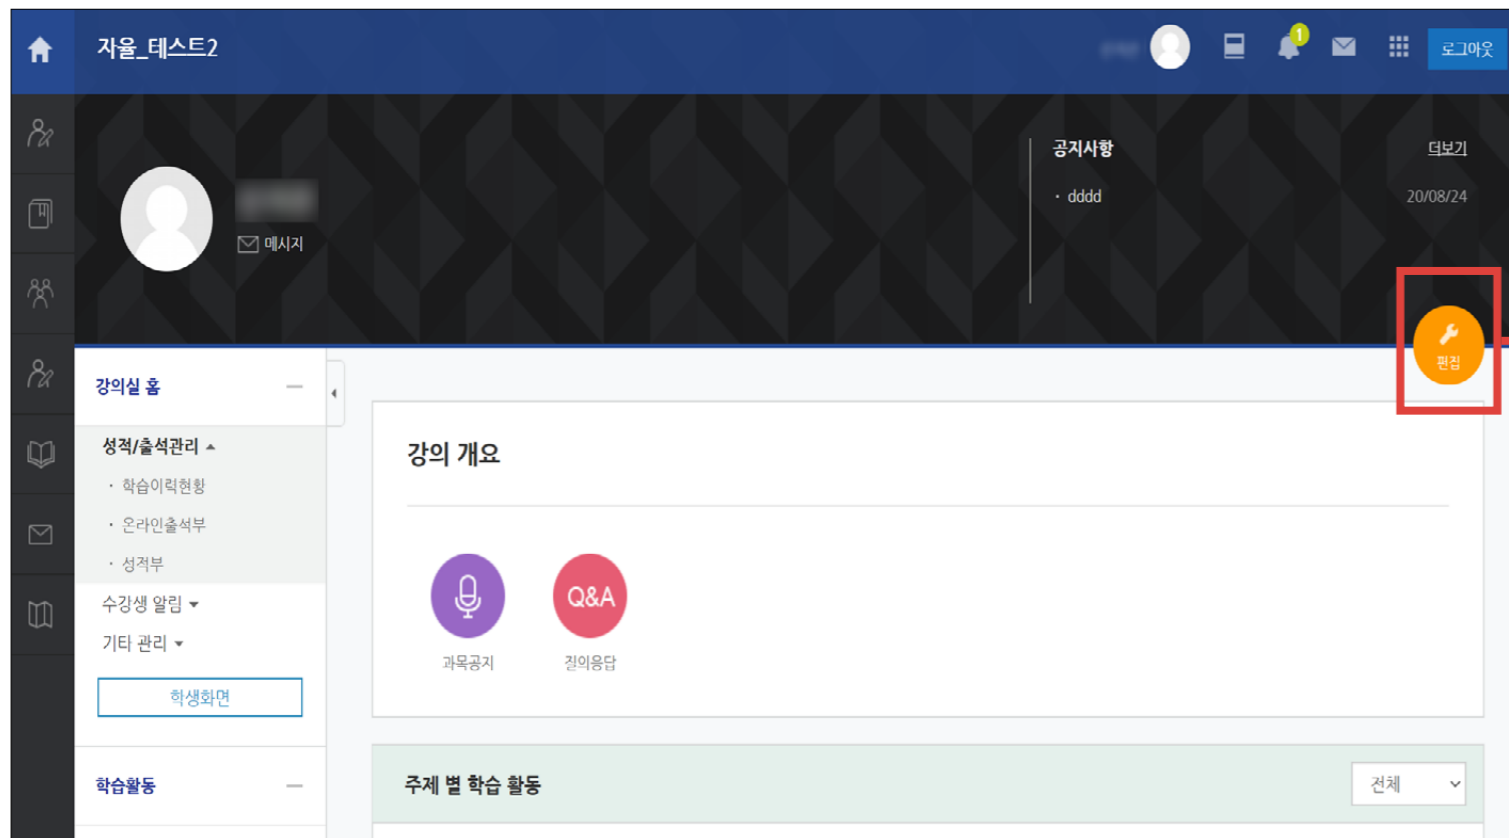 자율_테스트2
1
로그아웃
메시지
공지사항
더보기
· dddd
20/08/24
편집
강의실 홈
성적/출석관리
· 학습이력현황
· 온라인출석부
· 성적부
수강생 알림
기타 관리
학생화면
학습활동
강의 개요
Q&A
과목공지
질의응답
주제 별 학습 활동
전체